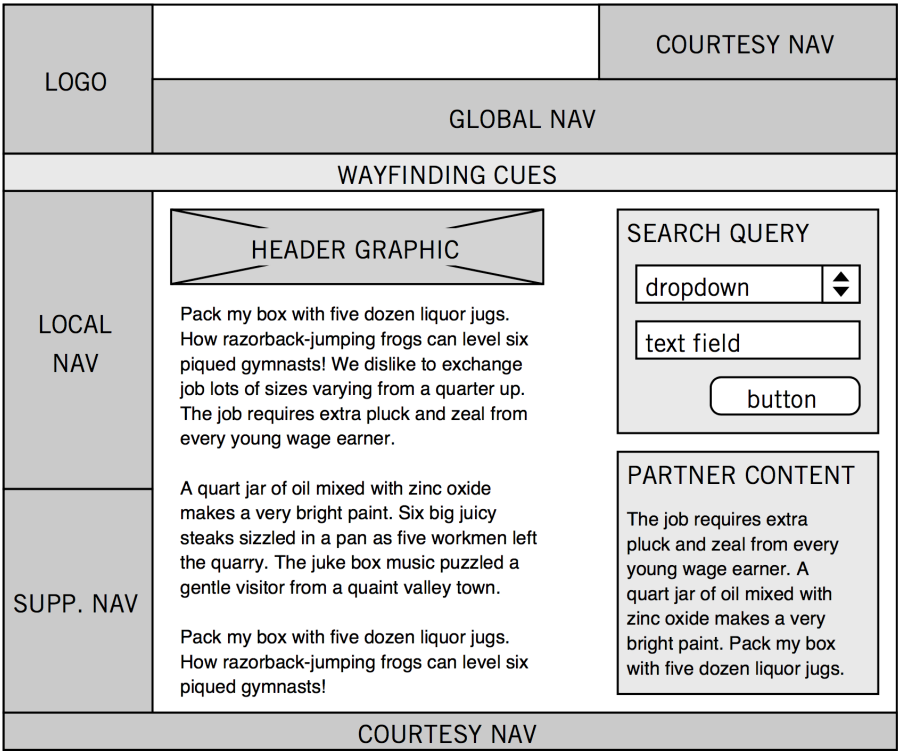 COURTESY NAV
LOGO
GLOBAL NAV
WAYFINDING CUES
LOCAL
NAV
SUPP. NAV
HEADER GRAPHIC
Pack my box with five dozen liquor jugs.
How razorback-jumping frogs can level six
piqued gymnasts! We dislike to exchange
job lots of sizes varying from a quarter up.
The job requires extra pluck and zeal from
every young wage earner.
A quart jar of oil mixed with zinc oxide
makes a very bright paint. Six big juicy
steaks sizzled in a pan as five workmen left
the quarry. The juke box music puzzled a
gentle visitor from a quaint valley town.
Pack my box with five dozen liquor jugs.
How razorback-jumping frogs can level six
piqued gymnasts!
SEARCH QUERY
dropdown
text field
button
PARTNER CONTENT
The job requires extra
pluck and zeal from every
young wage earner. A
quart jar of oil mixed with
zinc oxide makes a very
bright paint. Pack my box
with five dozen liquor jugs.
COURTESY NAV